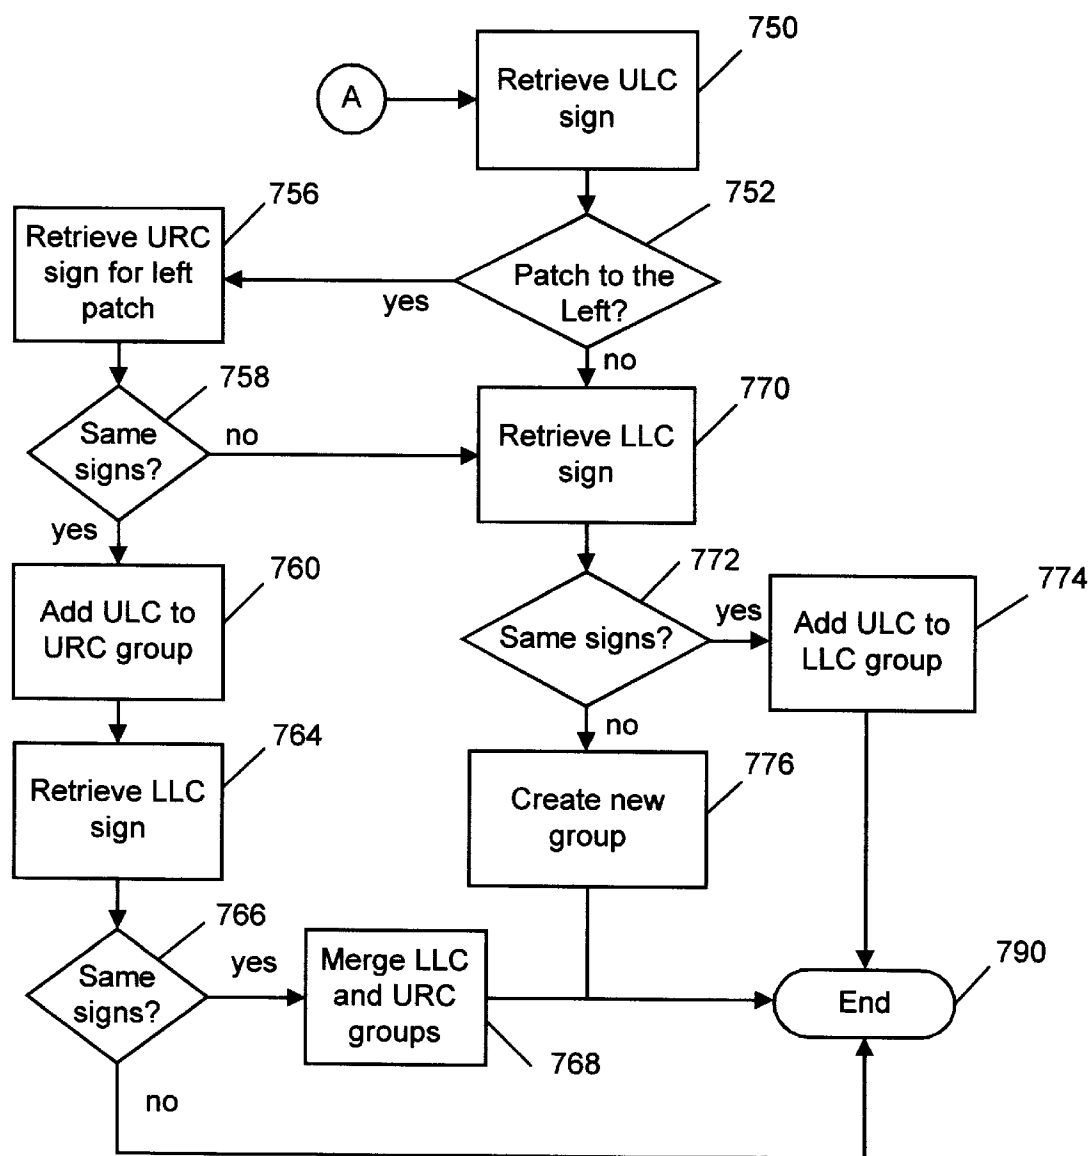 750
A
Retrieve ULC
sign
756
752
Retrieve URC
sign for left
patch
Patch to the
Left?
yes
no
758
770
Same
signs?
no
Retrieve LLC
sign
yes
760
772
774
Add ULC to
URC group
Same signs?
yes
Add ULC to
LLC group
no
764
776
Retrieve LLC
sign
Create new
group
766
790
Same
signs?
yes
Merge LLC
and URC
groups
End
768
no